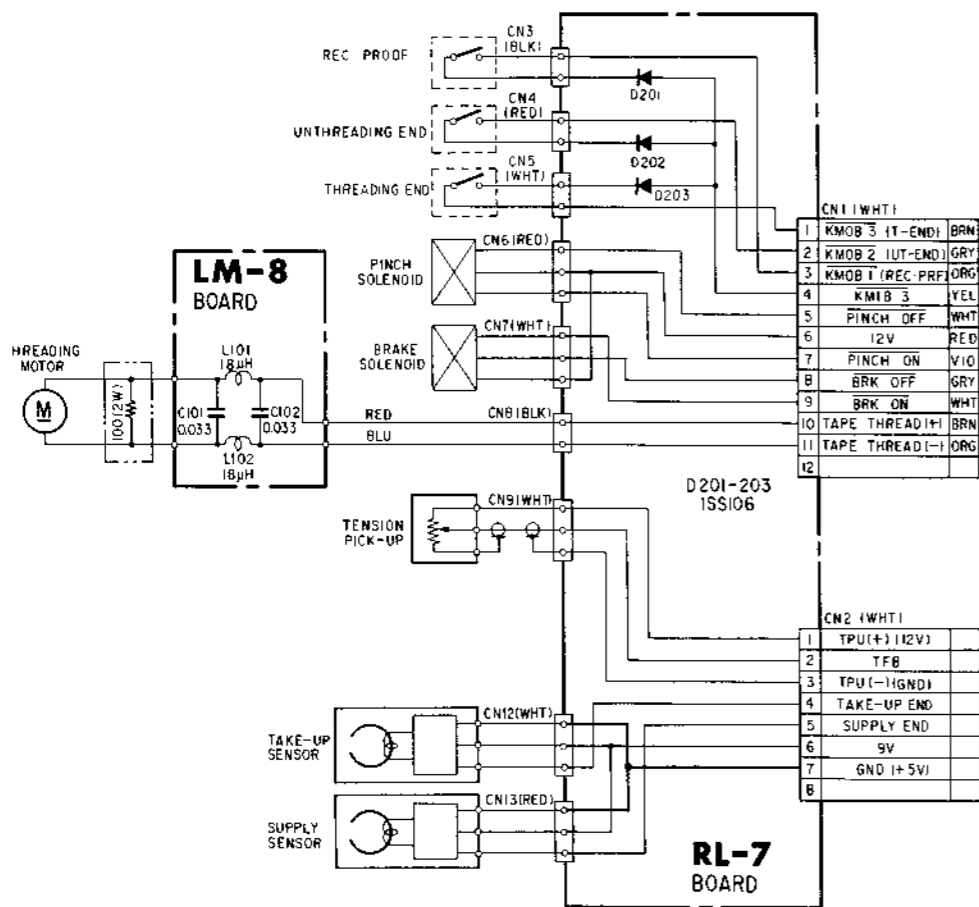 CN3
(BLK)
REC PROOF
D201
CN4
(RED)
UNTHREADING END
D202
CN5
(WHT)
THREADING END
D203
CN1 (WHT)
1 KMOB 3 (T-END) BRN
2 KMOB 2 (UT-END) GRY
3 KMOB 1 (REC-PRF) ORG
4 KMIB 3 YEL
5 PINCH OFF WHT
6 12V RED
7 PINCH ON VIO
8 BRK OFF GRY
9 BRK ON WHT
10 TAPE THREAD(+) BRN
11 TAPE THREAD(-) ORG
12
CN6(RED)
PINCH
SOLENOID
CN7(WHT)
BRAKE
SOLENOID
LM-8
BOARD
HREADING
MOTOR
M
100(2W)
L101
18μH
C101
0.033
C102
0.033
L102
18μH
RED
BLU
CN8(BLK)
D201-203
1SS106
CN9(WHT)
TENSION
PICK-UP
CN2 (WHT)
1 TPU(+)(12V)
2 TFB
3 TPU(-)(GND)
4 TAKE-UP END
5 SUPPLY END
6 9V
7 GND (+5V)
8
CN12(WHT)
TAKE-UP
SENSOR
CN13(RED)
SUPPLY
SENSOR
RL-7
BOARD